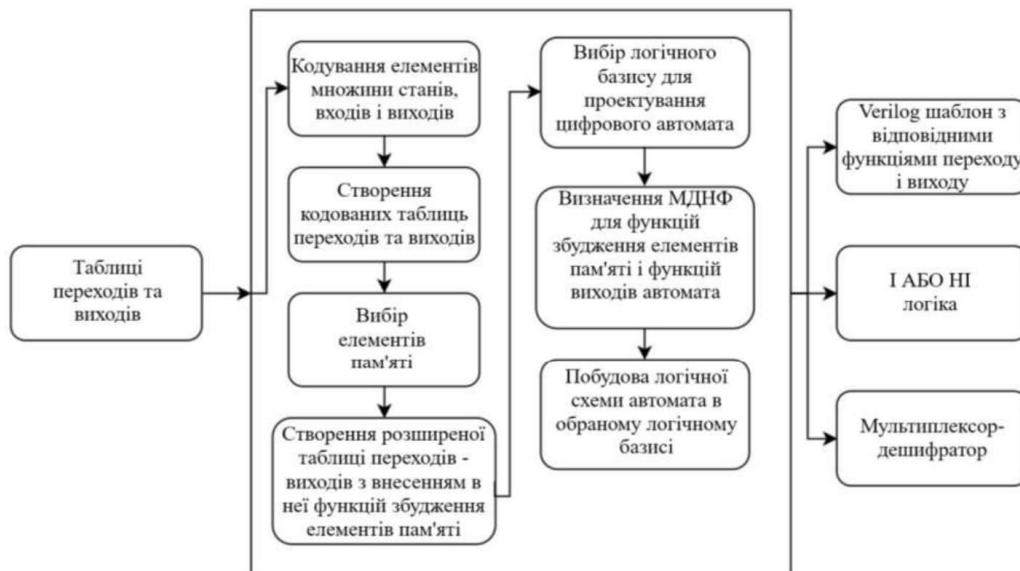 Таблиці
переходів та
виходів
Кодування елементів
множини станів,
входів і виходів
Створення
кодованих таблиць
переходів та виходів
Вибір
елементів
пам'яті
Створення розширеної
таблиці переходів -
виходів з внесенням в
неї функцій збудження
елементів пам'яті
Вибір логічного
базису для
проектування
цифрового автомата
Визначення МДНФ
для функцій
збудження елементів
пам'яті і функцій
виходів автомата
Побудова логічної
схеми автомата в
обраному логічному
базисі
Verilog шаблон з
відповідними
функціями переходу
і виходу
І АБО НІ
логіка
Мультиплексор-
дешифратор